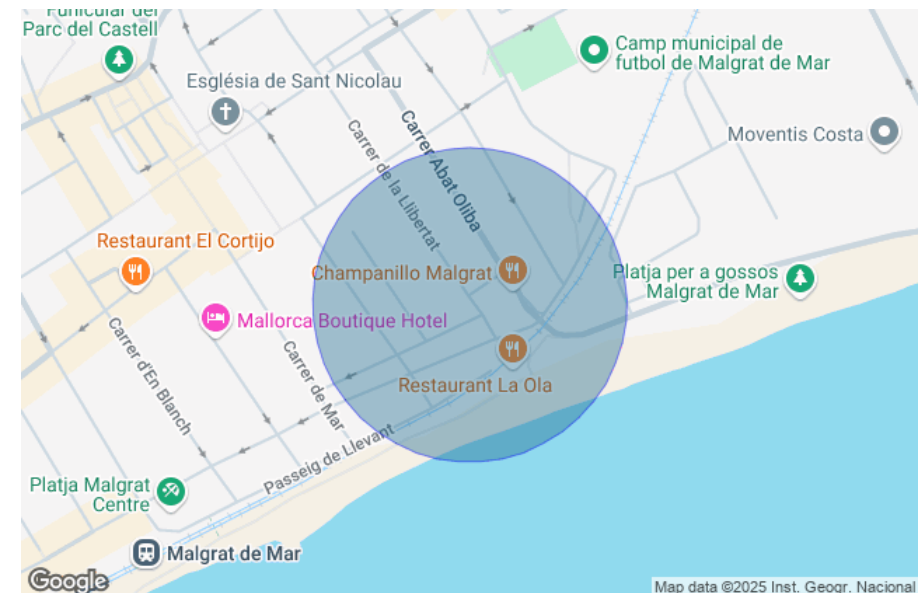 Funicular del
Parc del Castell
Camp municipal de
futbol de Malgrat de Mar
Església de Sant Nicolau
Moventis Costa
Carrer Abat Oliba
Carrer de la Llibertat
Restaurant El Cortijo
Champanillo Malgrat
Platja per a gossos
Malgrat de Mar
Mallorca Boutique Hotel
Carrer d'En Blanch
Carrer de Mar
Restaurant La Ola
Passeig de Llevant
Platja Malgrat
Centre
Malgrat de Mar
Google
Map data ©2025 Inst. Geogr. Nacional